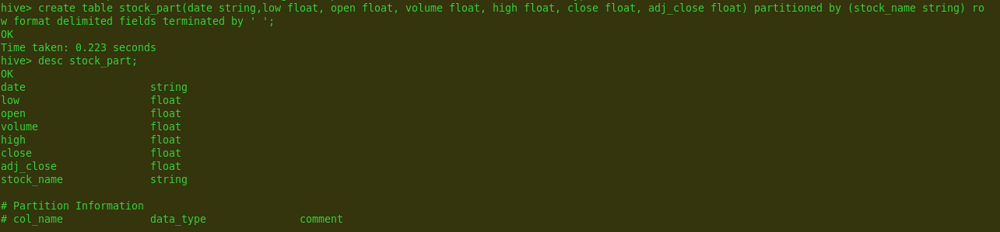 hive> create table stock_part(date string,low float, open float, volume float, high float, close float, adj_close float) partitioned by (stock_name string) ro
w format delimited fields terminated by ' ';
OK
Time taken: 0.223 seconds
hive> desc stock_part;
OK
date                    string
low                     float
open                    float
volume                  float
high                    float
close                   float
adj_close               float
stock_name              string
# Partition Information
# col_name              data_type               comment